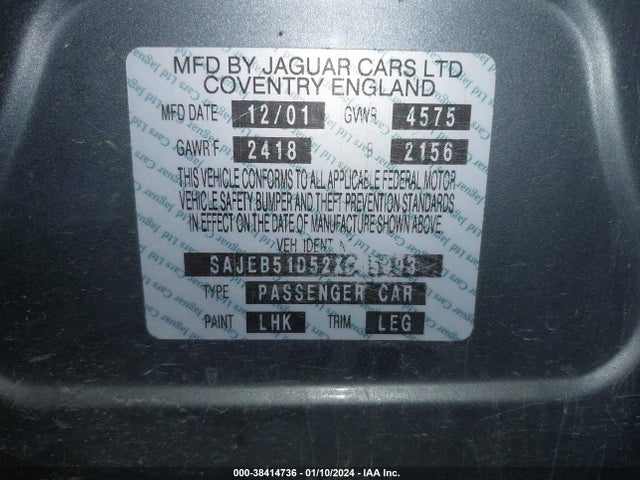 MFD BY JAGUAR CARS LTD
COVENTRY ENGLAND
MFD DATE 12/01 GVWR 4575
GAWR F 2418 R 2156
THIS VEHICLE CONFORMS TO ALL APPLICABLE FEDERAL MOTOR
VEHICLE SAFETY BUMPER AND THEFT PREVENTION STANDARDS
IN EFFECT ON THE DATE OF MANUFACTURE SHOWN ABOVE.
VEH IDENT N
TYPE PASSENGER CAR
PAINT LHK TRIM LEG
000-38414736 - 01/10/2024 - IAA Inc.